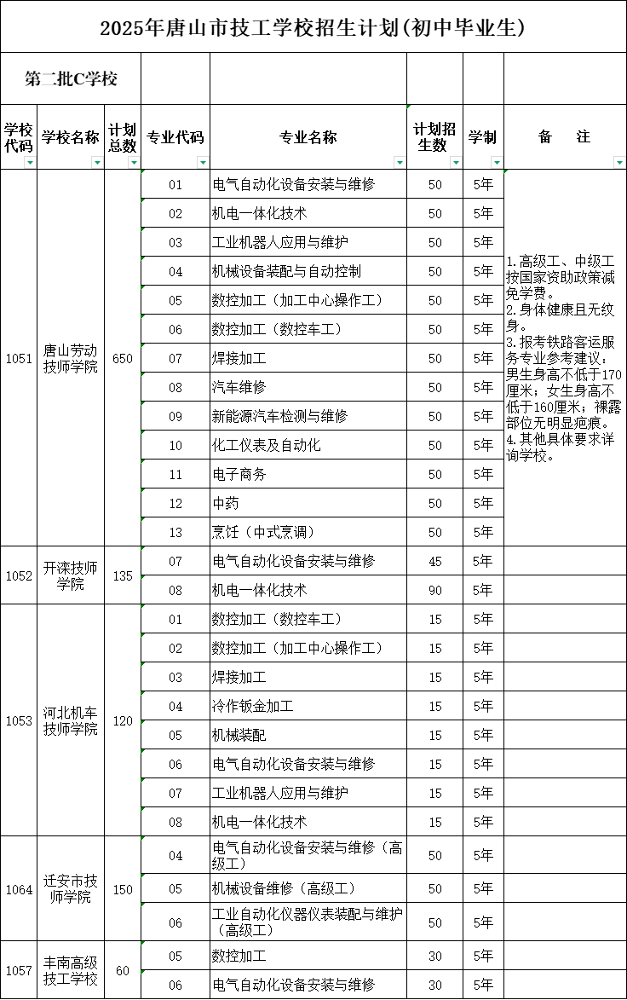 2025年唐山市技工学校招生计划(初中毕业生)
第二批C学校
学校代码 学校名称 计划总数 专业代码 专业名称 计划招生数 学制 备 注
1051 唐山劳动技师学院 650
01 电气自动化设备安装与维修 50 5年
02 机电一体化技术 50 5年
03 工业机器人应用与维护 50 5年
04 机械设备装配与自动控制 50 5年
05 数控加工（加工中心操作工） 50 5年
06 数控加工（数控车工） 50 5年
07 焊接加工 50 5年
08 汽车维修 50 5年
09 新能源汽车检测与维修 50 5年
10 化工仪表及自动化 50 5年
11 电子商务 50 5年
12 中药 50 5年
13 烹饪（中式烹调） 50 5年
1.高级工、中级工
按国家资助政策减
免学费。
2.身体健康且无纹
身。
3.报考铁路客运服
务专业参考建议：
男生身高不低于170
厘米；女生身高不
低于160厘米；裸露
部位无明显疤痕。
4.其他具体要求详
询学校。
1052 开滦技师学院 135
07 电气自动化设备安装与维修 45 5年
08 机电一体化技术 90 5年
1053 河北机车技师学院 120
01 数控加工（数控车工） 15 5年
02 数控加工（加工中心操作工） 15 5年
03 焊接加工 15 5年
04 冷作钣金加工 15 5年
05 机械装配 15 5年
06 电气自动化设备安装与维修 15 5年
07 工业机器人应用与维护 15 5年
08 机电一体化技术 15 5年
1064 迁安市技师学院 150
04 电气自动化设备安装与维修（高级工） 50 5年
05 机械设备维修（高级工） 50 5年
06 工业自动化仪器仪表装配与维护（高级工） 50 5年
1057 丰南高级技工学校 60
05 数控加工 30 5年
06 电气自动化设备安装与维修 30 5年